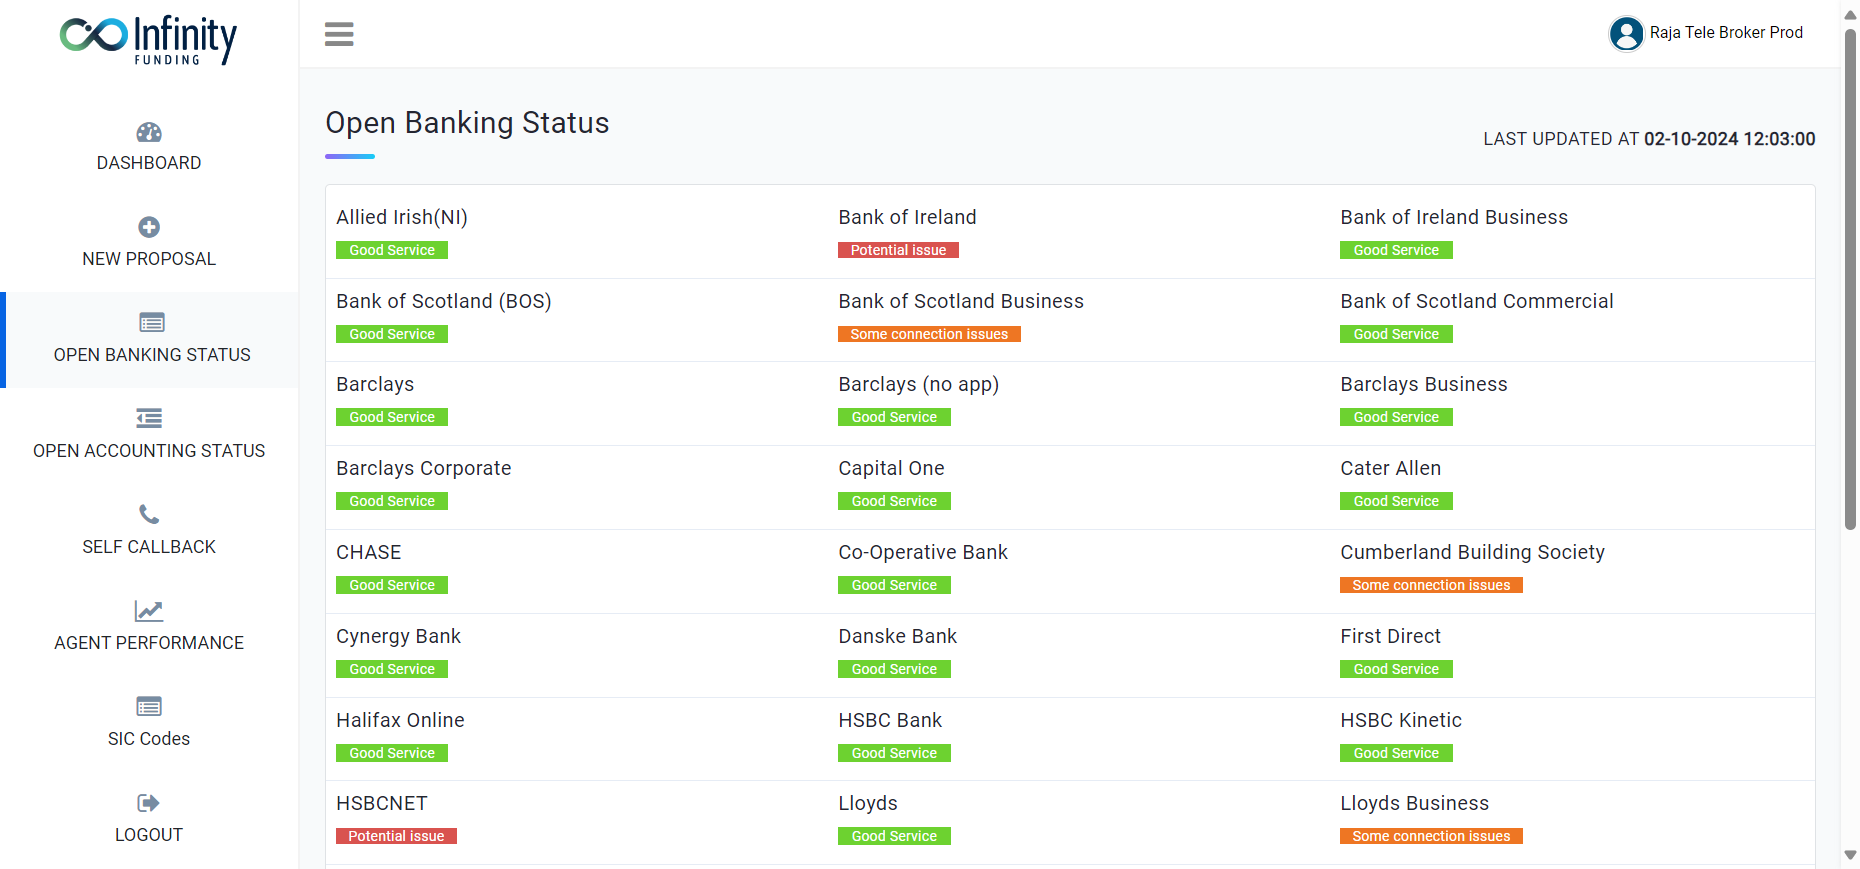 Infinity
FUNDING
Raja Tele Broker Prod
DASHBOARD
NEW PROPOSAL
OPEN BANKING STATUS
OPEN ACCOUNTING STATUS
SELF CALLBACK
AGENT PERFORMANCE
SIC Codes
LOGOUT
Open Banking Status
LAST UPDATED AT 02-10-2024 12:03:00
Allied Irish(NI)
Good Service
Bank of Ireland
Potential issue
Bank of Ireland Business
Good Service
Bank of Scotland (BOS)
Good Service
Bank of Scotland Business
Some connection issues
Bank of Scotland Commercial
Good Service
Barclays
Good Service
Barclays (no app)
Good Service
Barclays Business
Good Service
Barclays Corporate
Good Service
Capital One
Good Service
Cater Allen
Good Service
CHASE
Good Service
Co-Operative Bank
Good Service
Cumberland Building Society
Some connection issues
Cynergy Bank
Good Service
Danske Bank
Good Service
First Direct
Good Service
Halifax Online
Good Service
HSBC Bank
Good Service
HSBC Kinetic
Good Service
HSBCNET
Potential issue
Lloyds
Good Service
Lloyds Business
Some connection issues